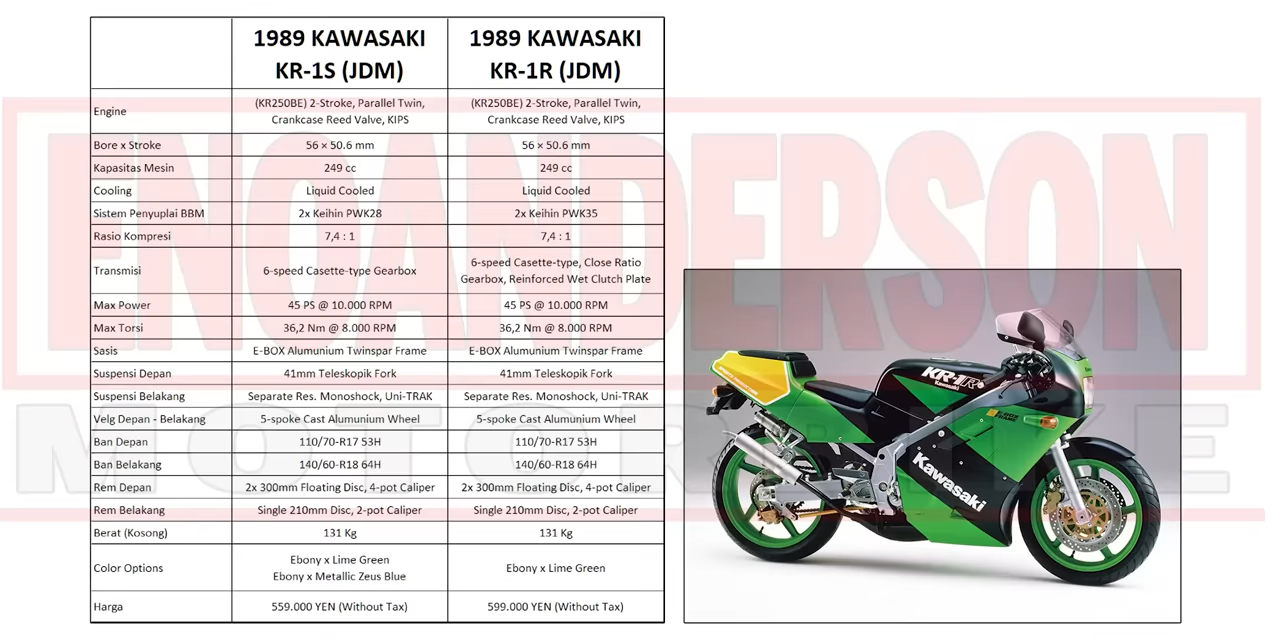 1989 KAWASAKI KR-1S (JDM) 1989 KAWASAKI KR-1R (JDM)
Engine (KR250BE) 2-Stroke, Parallel Twin, Crankcase Reed Valve, KIPS (KR250BE) 2-Stroke, Parallel Twin, Crankcase Reed Valve, KIPS
Bore x Stroke 56 × 50.6 mm 56 × 50.6 mm
Kapasitas Mesin 249 cc 249 cc
Cooling Liquid Cooled Liquid Cooled
Sistem Penyuplai BBM 2x Keihin PWK28 2x Keihin PWK35
Rasio Kompresi 7,4 : 1 7,4 : 1
Transmisi 6-speed Casette-type Gearbox 6-speed Casette-type, Close Ratio Gearbox, Reinforced Wet Clutch Plate
Max Power 45 PS @ 10.000 RPM 45 PS @ 10.000 RPM
Max Torsi 36,2 Nm @ 8.000 RPM 36,2 Nm @ 8.000 RPM
Sasis E-BOX Alumunium Twinspar Frame E-BOX Alumunium Twinspar Frame
Suspensi Depan 41mm Teleskopik Fork 41mm Teleskopik Fork
Suspensi Belakang Separate Res. Monoshock, Uni-TRAK Separate Res. Monoshock, Uni-TRAK
Velg Depan - Belakang 5-spoke Cast Alumunium Wheel 5-spoke Cast Alumunium Wheel
Ban Depan 110/70-R17 53H 110/70-R17 53H
Ban Belakang 140/60-R18 64H 140/60-R18 64H
Rem Depan 2x 300mm Floating Disc, 4-pot Caliper 2x 300mm Floating Disc, 4-pot Caliper
Rem Belakang Single 210mm Disc, 2-pot Caliper Single 210mm Disc, 2-pot Caliper
Berat (Kosong) 131 Kg 131 Kg
Color Options Ebony x Lime Green Ebony x Metallic Zeus Blue Ebony x Lime Green
Harga 559.000 YEN (Without Tax) 599.000 YEN (Without Tax)
ENOANDERSON
MOTORBIKE
KR-1R
Kawasaki
E-BOX
Kawasaki